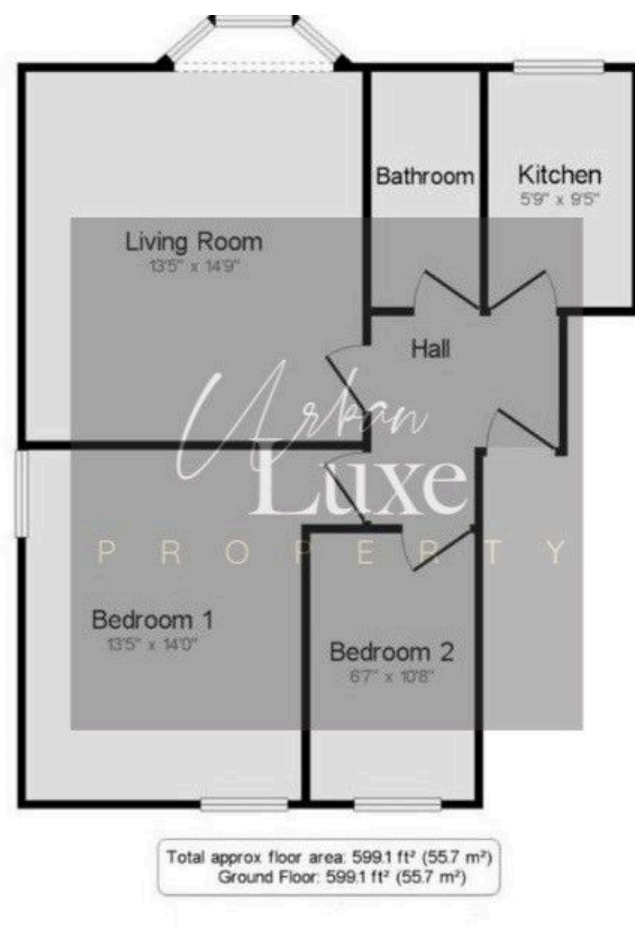 Bathroom
Kitchen
5'9" x 9'5"
Living Room
13'5" x 14'9"
Hall
Urban
Luxe
PROPERTY
Bedroom 1
13'5" x 14'0"
Bedroom 2
6'7" x 10'8"
Total approx floor area: 599.1 ft² (55.7 m²)
Ground Floor: 599.1 ft² (55.7 m²)